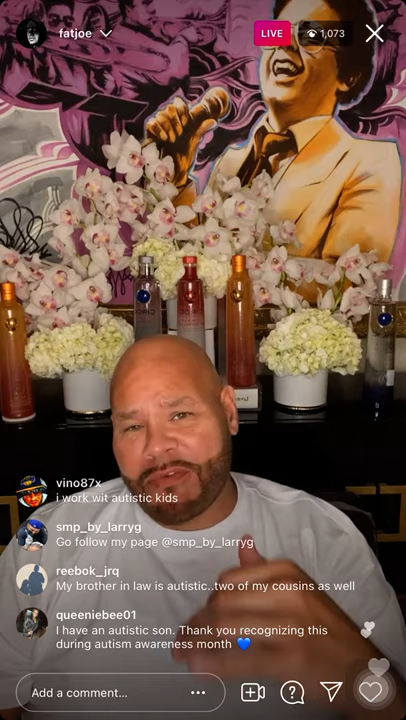 fatjoe
LIVE
1,073
vino87x
i work wit autistic kids
smp_by_larryg
Go follow my page @smp_by_larryg
reebok_jrq
My brother in law is autistic..two of my cousins as well
queeniebee01
I have an autistic son. Thank you recognizing this
during autism awareness month 💙
Add a comment...